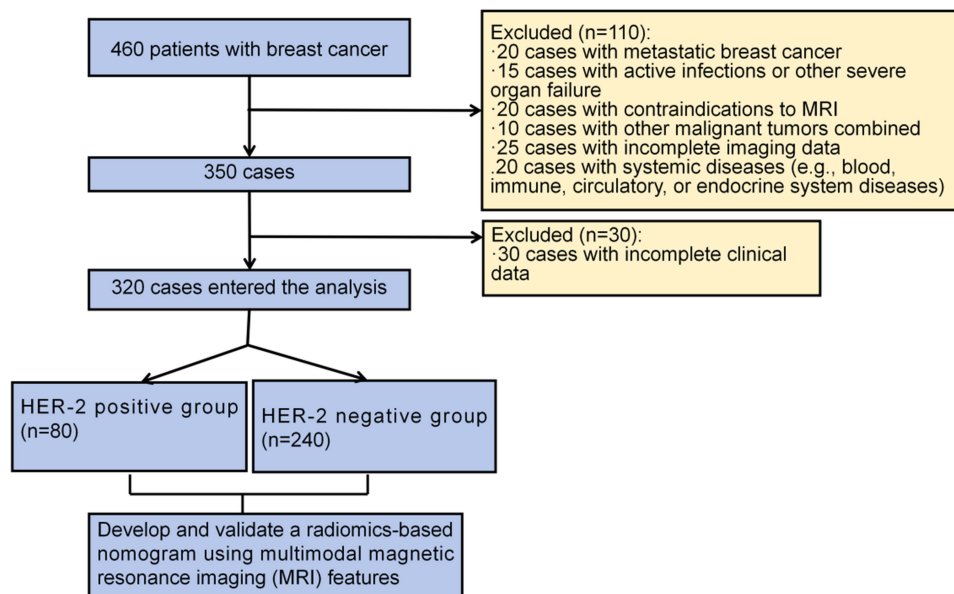 460 patients with breast cancer
Excluded (n=110):
·20 cases with metastatic breast cancer
·15 cases with active infections or other severe
organ failure
·20 cases with contraindications to MRI
·10 cases with other malignant tumors combined
·25 cases with incomplete imaging data
.20 cases with systemic diseases (e.g., blood,
immune, circulatory, or endocrine system diseases)
350 cases
Excluded (n=30):
·30 cases with incomplete clinical
data
320 cases entered the analysis
HER-2 positive group
(n=80)
HER-2 negative group
(n=240)
Develop and validate a radiomics-based
nomogram using multimodal magnetic
resonance imaging (MRI) features